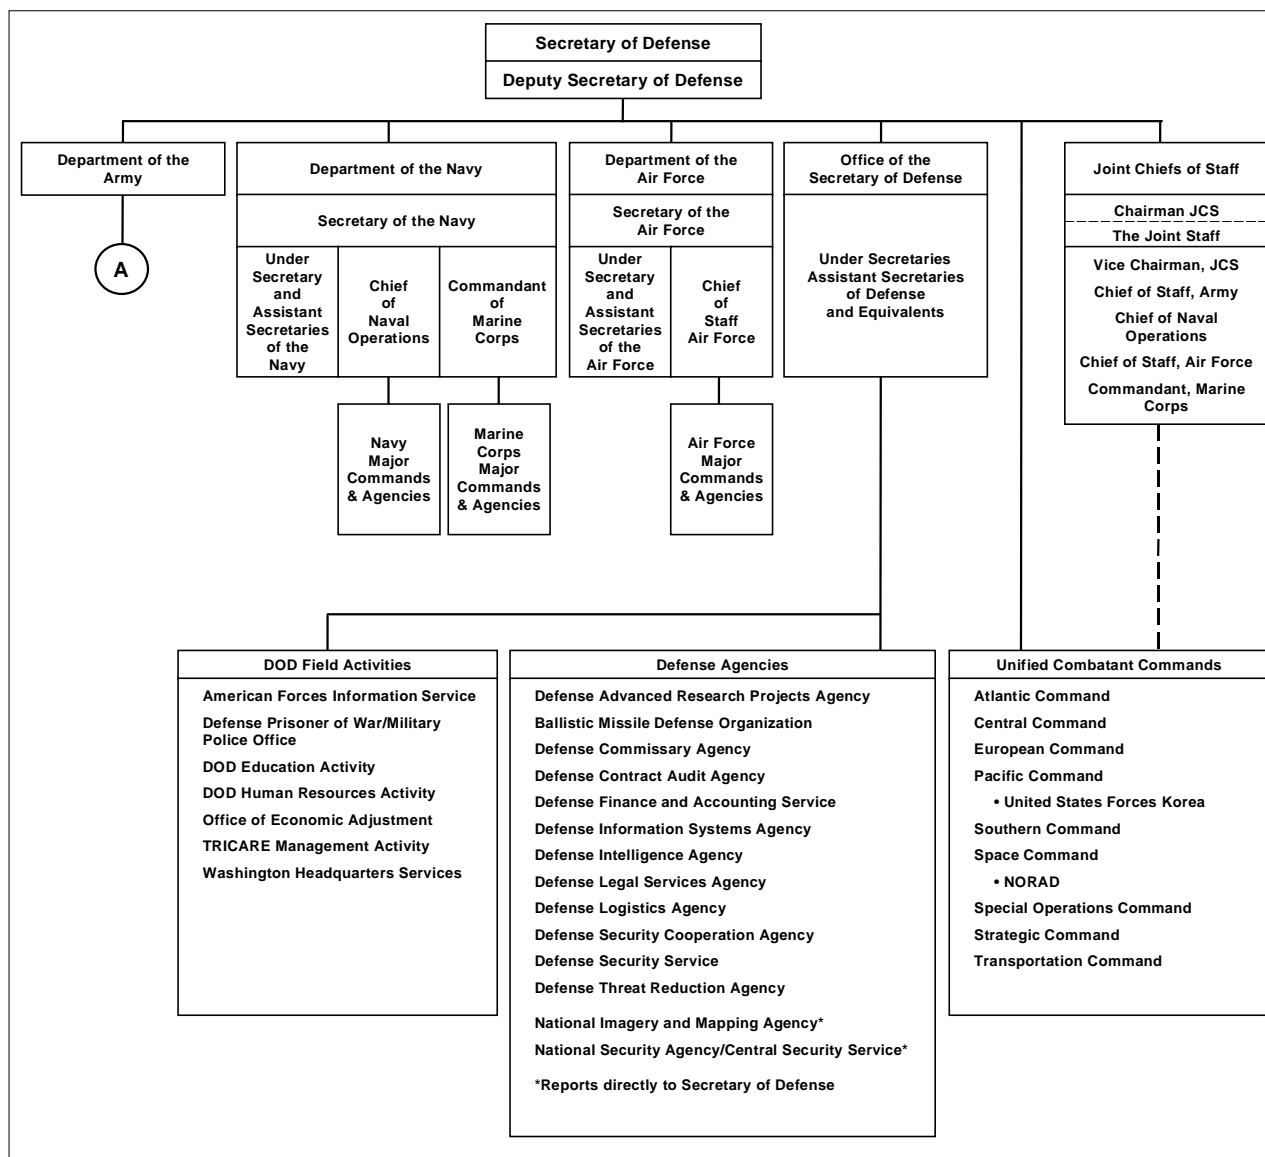 Secretary of Defense
Deputy Secretary of Defense
Department of the
Army
A
Department of the Navy
Secretary of the Navy
Under
Secretary
and
Assistant
Secretaries
of the
Navy
Chief
of
Naval
Operations
Commandant
of
Marine
Corps
Navy
Major
Commands
& Agencies
Marine
Corps
Major
Commands
& Agencies
Department of the
Air Force
Secretary of the
Air Force
Under
Secretary
and
Assistant
Secretaries
of the
Air Force
Chief
of
Staff
Air Force
Air Force
Major
Commands
& Agencies
Office of the
Secretary of Defense
Under Secretaries
Assistant Secretaries
of Defense
and Equivalents
Joint Chiefs of Staff
Chairman JCS
The Joint Staff
Vice Chairman, JCS
Chief of Staff, Army
Chief of Naval
Operations
Chief of Staff, Air Force
Commandant, Marine
Corps
DOD Field Activities
American Forces Information Service
Defense Prisoner of War/Military
Police Office
DOD Education Activity
DOD Human Resources Activity
Office of Economic Adjustment
TRICARE Management Activity
Washington Headquarters Services
Defense Agencies
Defense Advanced Research Projects Agency
Ballistic Missile Defense Organization
Defense Commissary Agency
Defense Contract Audit Agency
Defense Finance and Accounting Service
Defense Information Systems Agency
Defense Intelligence Agency
Defense Legal Services Agency
Defense Logistics Agency
Defense Security Cooperation Agency
Defense Security Service
Defense Threat Reduction Agency
National Imagery and Mapping Agency*
National Security Agency/Central Security Service*
*Reports directly to Secretary of Defense
Unified Combatant Commands
Atlantic Command
Central Command
European Command
Pacific Command
• United States Forces Korea
Southern Command
Space Command
• NORAD
Special Operations Command
Strategic Command
Transportation Command